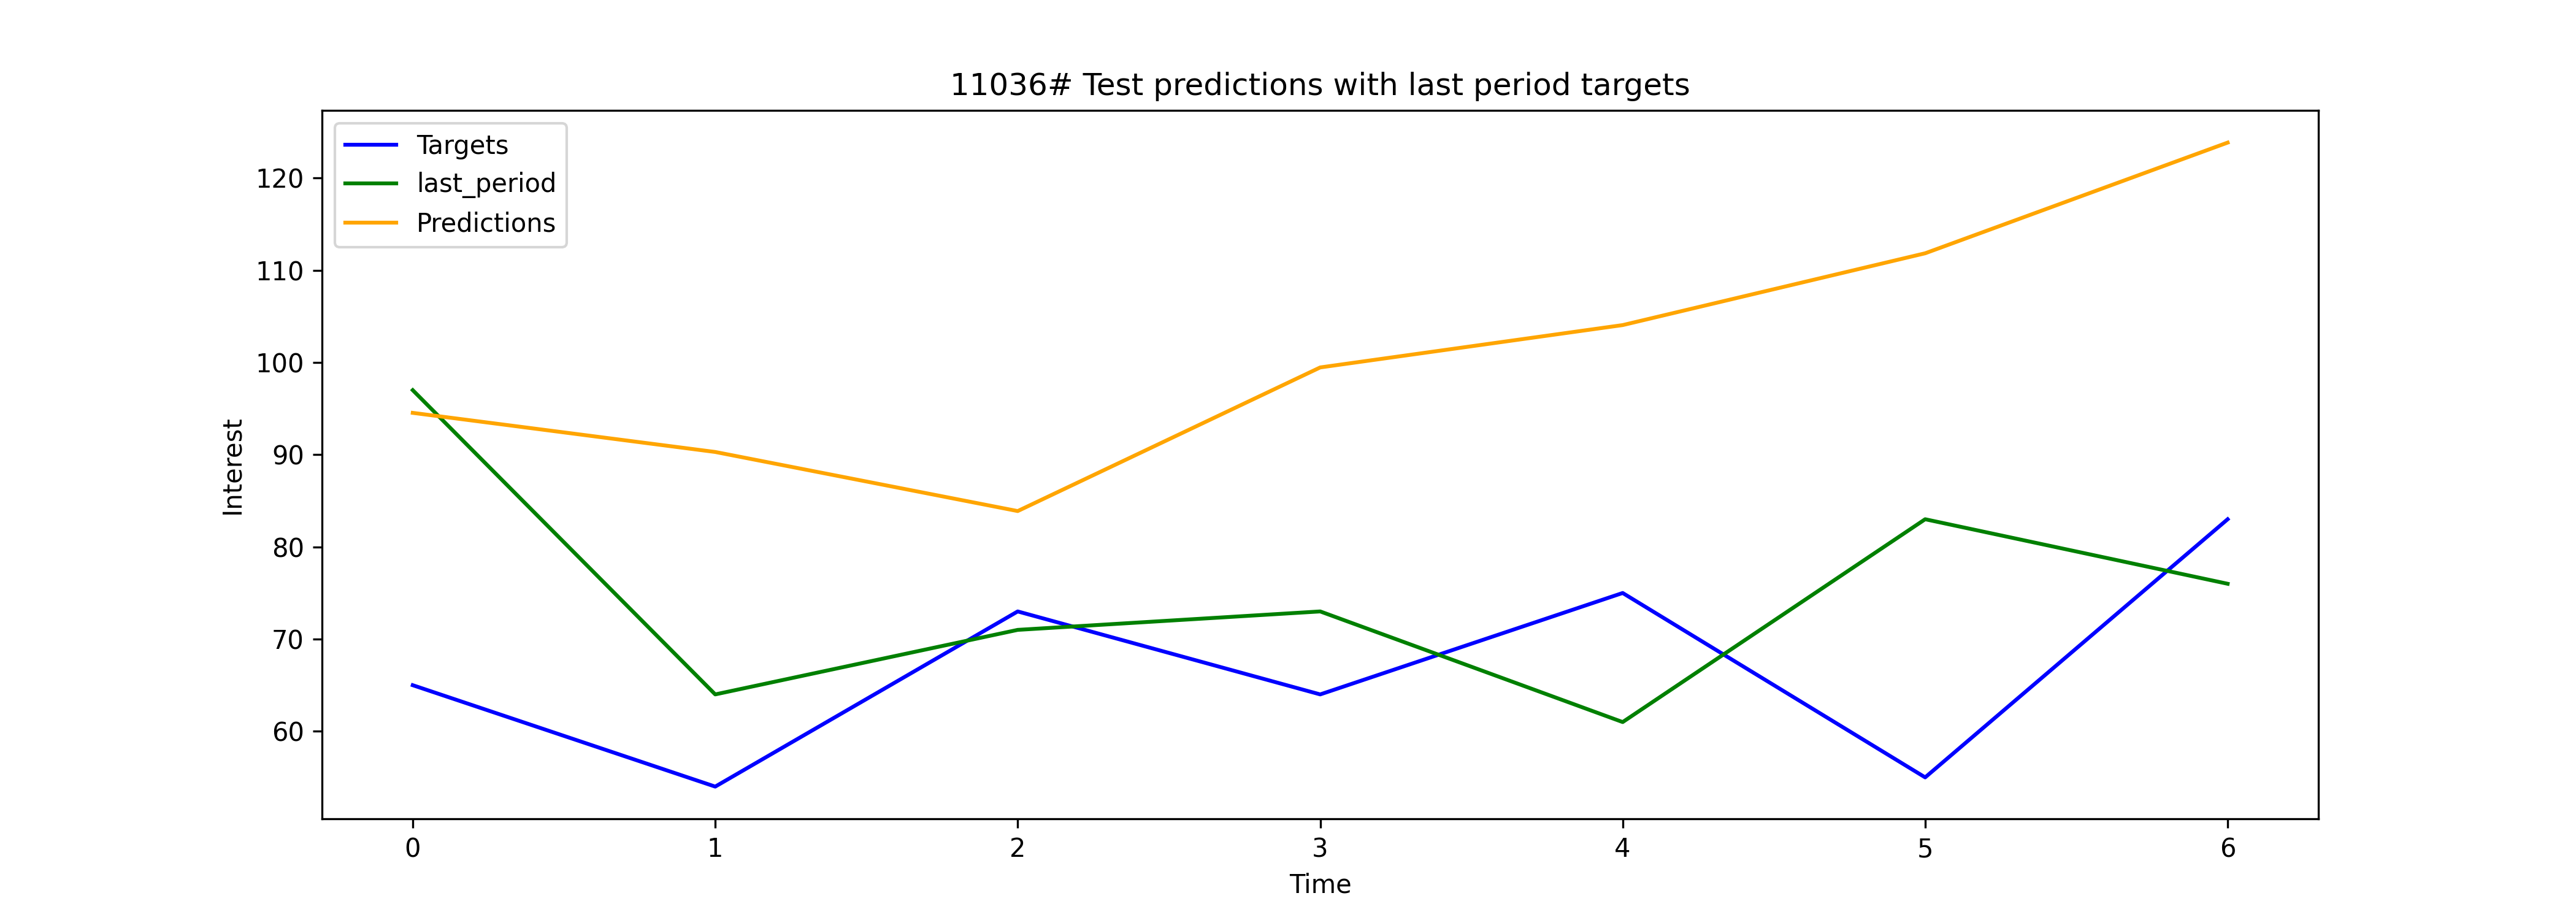 11036# Test predictions with last period targets
Targets
last_period
Predictions
120
110
100
90
80
70
60
Interest
0 1 2 3 4 5 6
Time